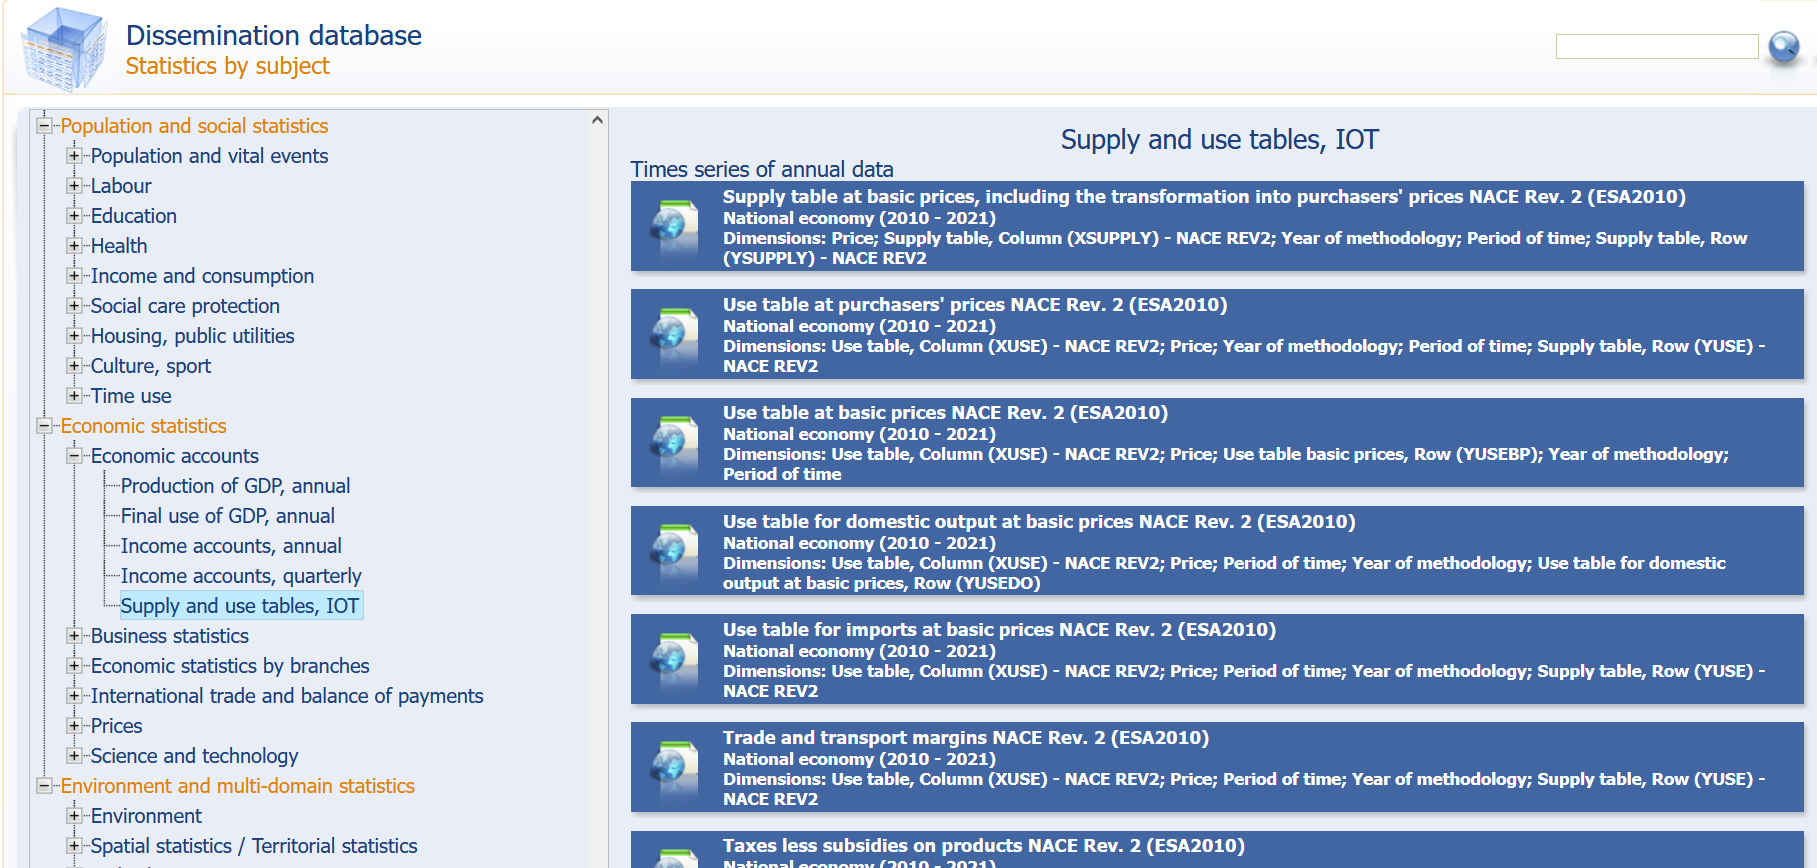 Dissemination database
Statistics by subject
Population and social statistics
Population and vital events
Labour
Education
Health
Income and consumption
Social care protection
Housing, public utilities
Culture, sport
Time use
Economic statistics
Economic accounts
Production of GDP, annual
Final use of GDP, annual
Income accounts, annual
Income accounts, quarterly
Supply and use tables, IOT
Business statistics
Economic statistics by branches
International trade and balance of payments
Prices
Science and technology
Environment and multi-domain statistics
Environment
Spatial statistics / Territorial statistics
Supply and use tables, IOT
Times series of annual data
Supply table at basic prices, including the transformation into purchasers' prices NACE Rev. 2 (ESA2010)
National economy (2010 - 2021)
Dimensions: Price; Supply table, Column (XSUPPLY) - NACE REV2; Year of methodology; Period of time; Supply table, Row
(YSUPPLY) - NACE REV2
Use table at purchasers' prices NACE Rev. 2 (ESA2010)
National economy (2010 - 2021)
Dimensions: Use table, Column (XUSE) - NACE REV2; Price; Year of methodology; Period of time; Supply table, Row (YUSE) -
NACE REV2
Use table at basic prices NACE Rev. 2 (ESA2010)
National economy (2010 - 2021)
Dimensions: Use table, Column (XUSE) - NACE REV2; Price; Use table basic prices, Row (YUSEBP); Year of methodology;
Period of time
Use table for domestic output at basic prices NACE Rev. 2 (ESA2010)
National economy (2010 - 2021)
Dimensions: Use table, Column (XUSE) - NACE REV2; Price; Period of time; Year of methodology; Use table for domestic
output at basic prices, Row (YUSEDO)
Use table for imports at basic prices NACE Rev. 2 (ESA2010)
National economy (2010 - 2021)
Dimensions: Use table, Column (XUSE) - NACE REV2; Price; Period of time; Year of methodology; Supply table, Row (YUSE) -
NACE REV2
Trade and transport margins NACE Rev. 2 (ESA2010)
National economy (2010 - 2021)
Dimensions: Use table, Column (XUSE) - NACE REV2; Price; Period of time; Year of methodology; Supply table, Row (YUSE) -
NACE REV2
Taxes less subsidies on products NACE Rev. 2 (ESA2010)
National economy (2010 - 2021)